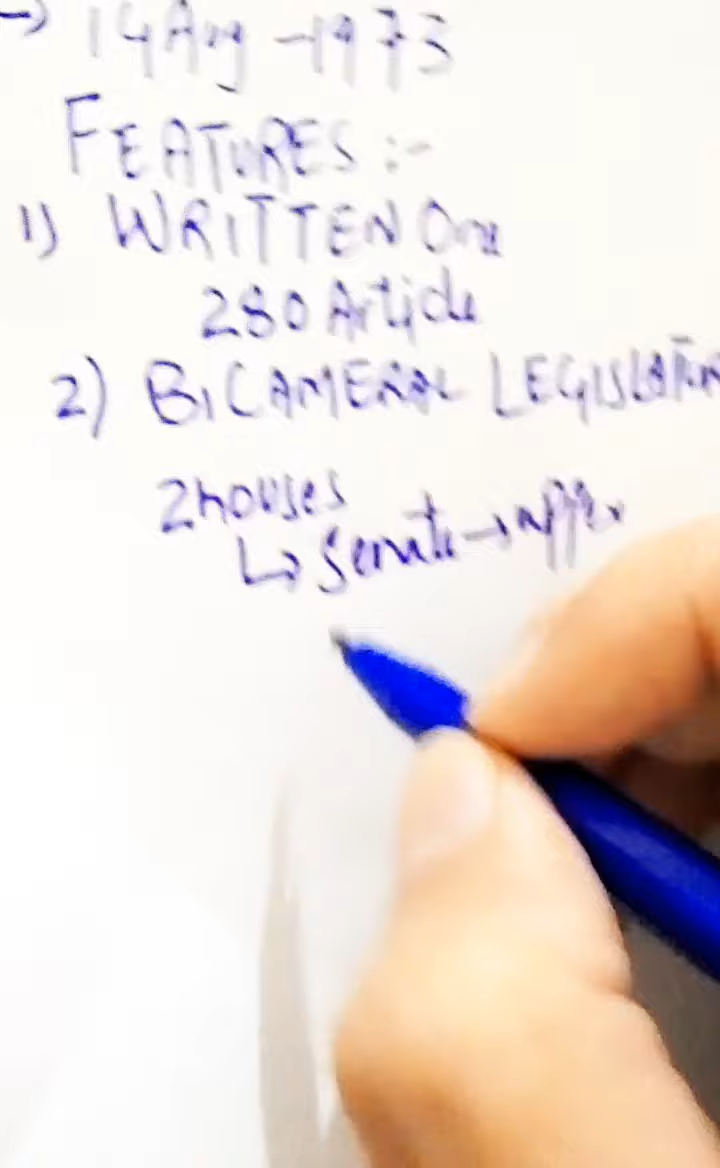 → 14 Aug - 1973
FEATURES :-
1) WRITTEN One
280 Article
2) BICAMERAL
2 houses
↳ Senate →